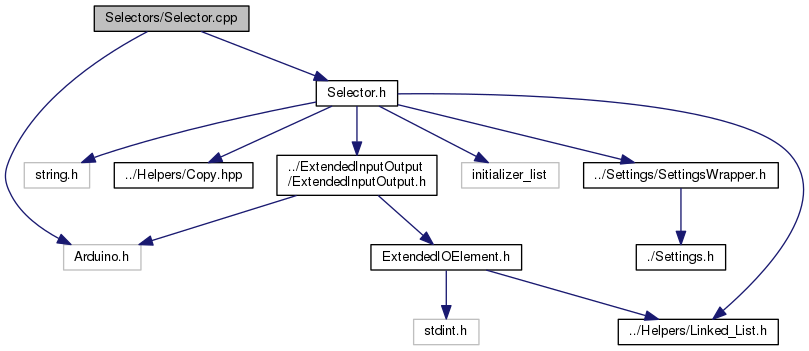 Selectors/Selector.cpp
Selector.h
string.h
../Helpers/Copy.hpp
../ExtendedInputOutput
/ExtendedInputOutput.h
initializer_list
../Settings/SettingsWrapper.h
Arduino.h
ExtendedIOElement.h
./Settings.h
stdint.h
../Helpers/Linked_List.h